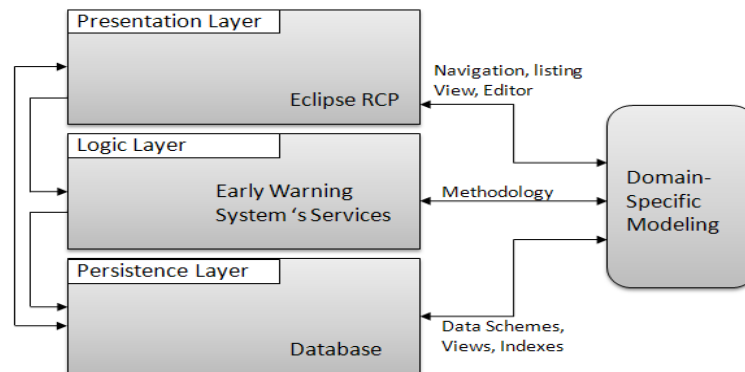 Presentation Layer
Eclipse RCP
Navigation, listing
View, Editor
Logic Layer
Early Warning
System ‘s Services
Methodology
Domain-
Specific
Modeling
Persistence Layer
Database
Data Schemes,
Views, Indexes